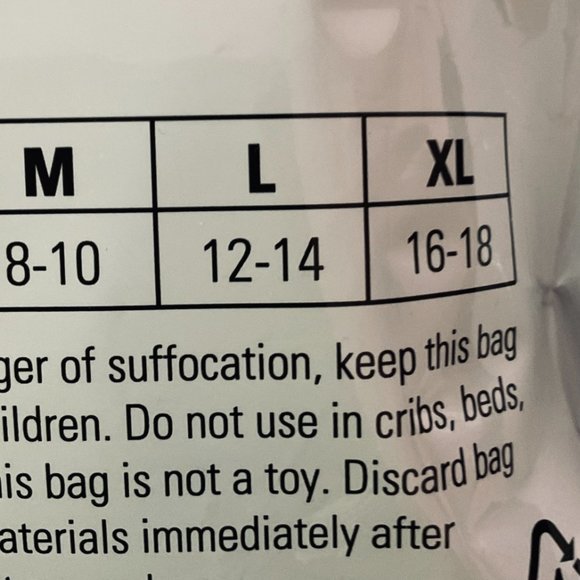 M L XL
8-10 12-14 16-18
ger of suffocation, keep this bag
ildren. Do not use in cribs, beds,
is bag is not a toy. Discard bag
aterials immediately after